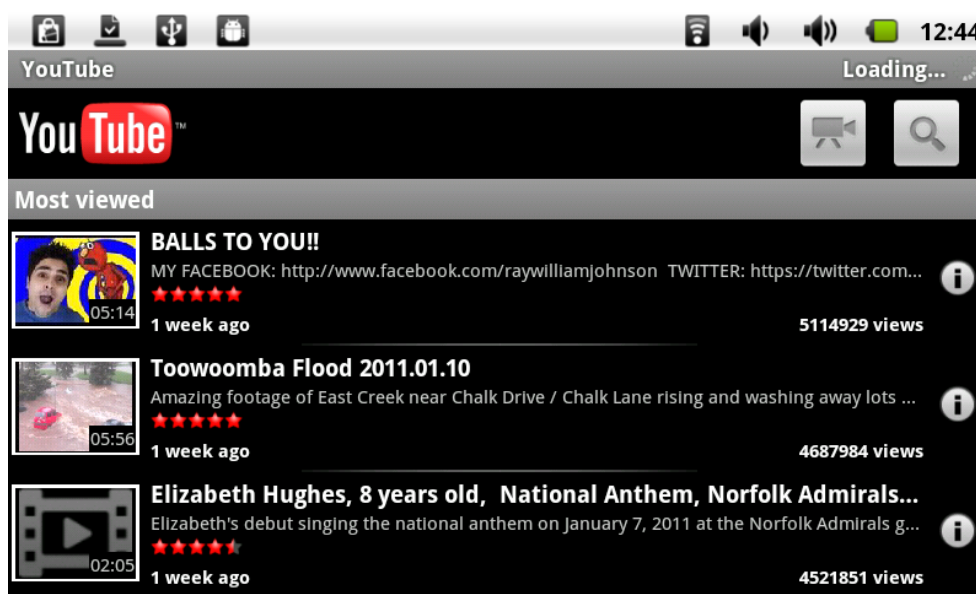 12:44
YouTube Loading...
YouTube™
Most viewed
BALLS TO YOU!!
MY FACEBOOK: http://www.facebook.com/raywilliamjohnson TWITTER: https://twitter.com...
05:14
1 week ago 5114929 views
Toowoomba Flood 2011.01.10
Amazing footage of East Creek near Chalk Drive / Chalk Lane rising and washing away lots ...
05:56
1 week ago 4687984 views
Elizabeth Hughes, 8 years old, National Anthem, Norfolk Admirals...
Elizabeth's debut singing the national anthem on January 7, 2011 at the Norfolk Admirals g...
02:05
1 week ago 4521851 views